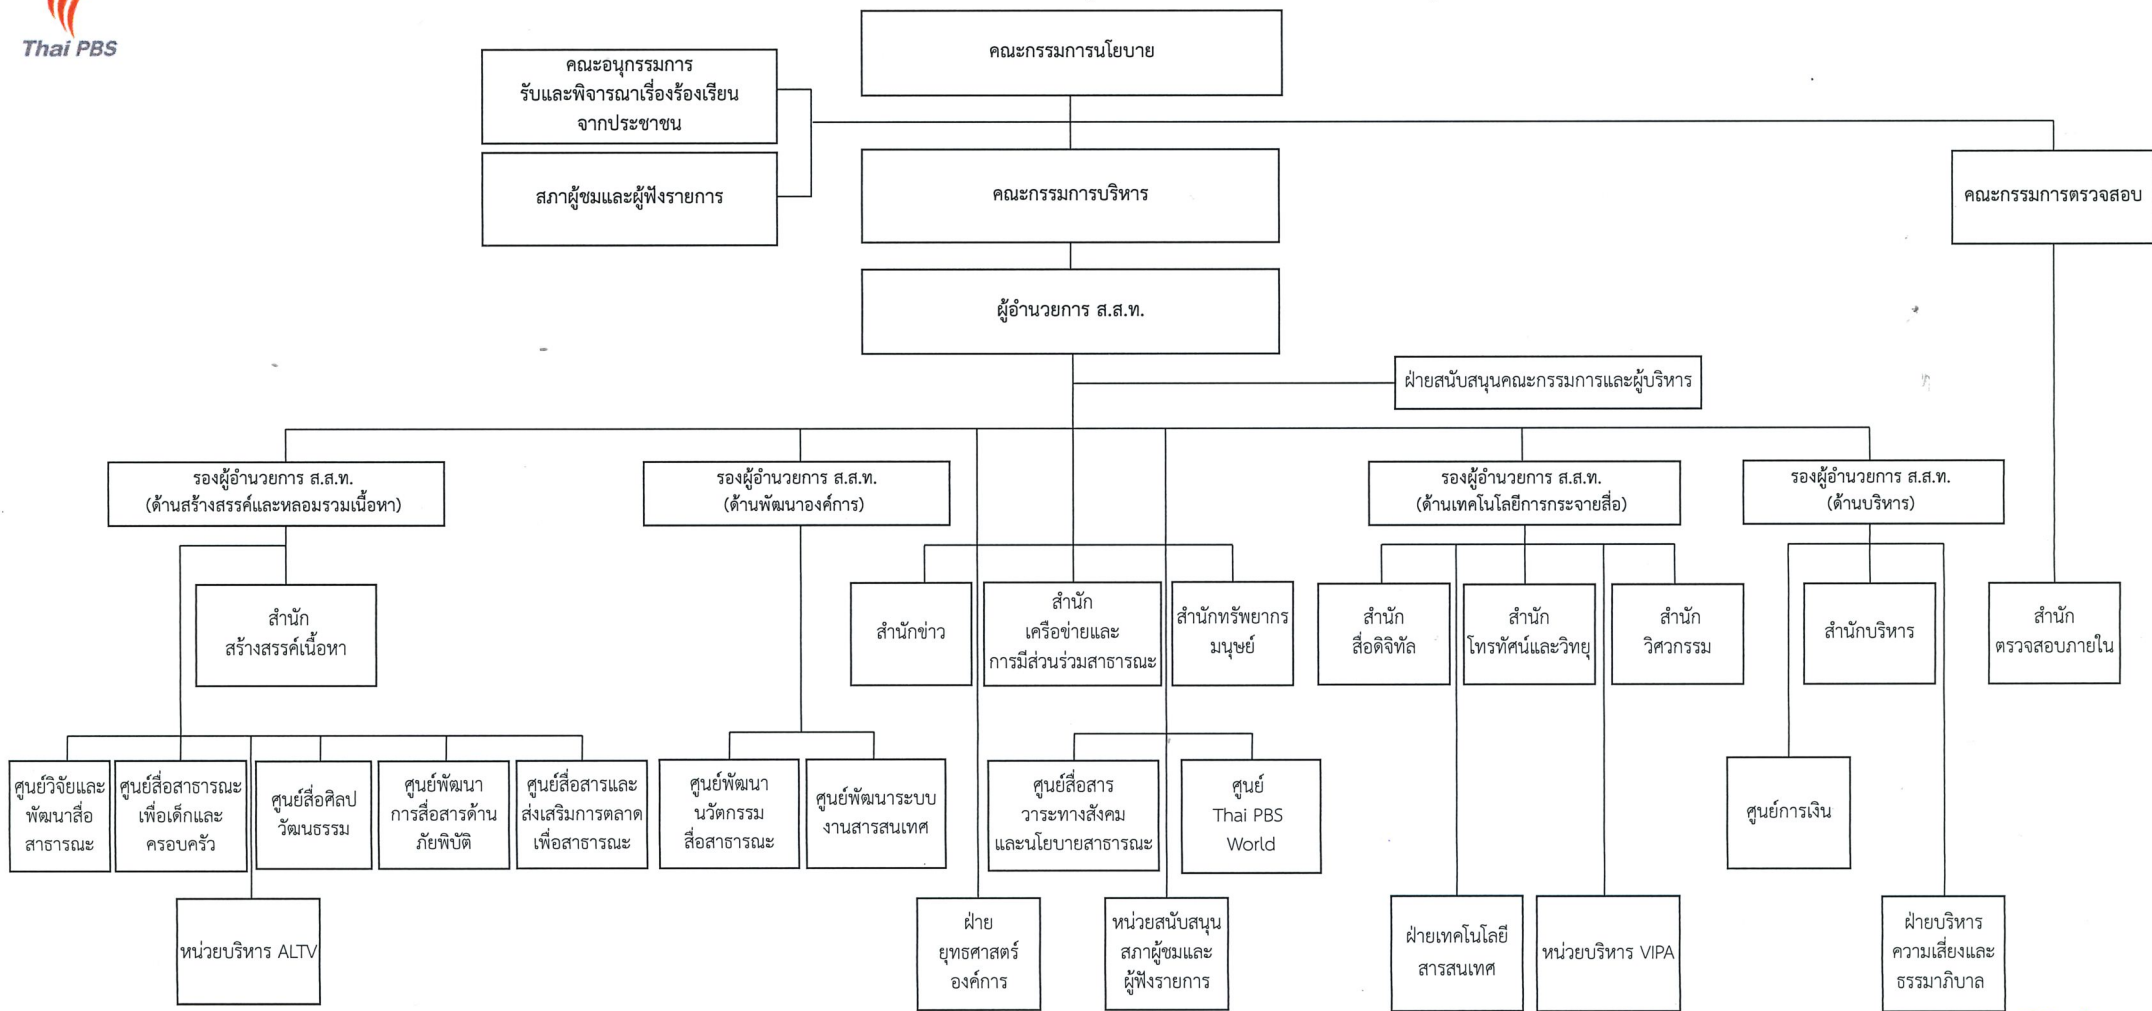 Thai PBS
คณะกรรมการนโยบาย
คณะอนุกรรมการ
รับและพิจารณาเรื่องร้องเรียน
จากประชาชน
สภาผู้ชมและผู้ฟังรายการ
คณะกรรมการบริหาร
คณะกรรมการตรวจสอบ
ผู้อำนวยการ ส.ส.ท.
ฝ่ายสนับสนุนคณะกรรมการและผู้บริหาร
รองผู้อำนวยการ ส.ส.ท.
(ด้านสร้างสรรค์และหลอมรวมเนื้อหา)
รองผู้อำนวยการ ส.ส.ท.
(ด้านพัฒนาองค์การ)
รองผู้อำนวยการ ส.ส.ท.
(ด้านเทคโนโลยีการกระจายสื่อ)
รองผู้อำนวยการ ส.ส.ท.
(ด้านบริหาร)
สำนัก
สร้างสรรค์เนื้อหา
สำนักข่าว
สำนัก
เครือข่ายและ
การมีส่วนร่วมสาธารณะ
สำนักทรัพยากร
มนุษย์
สำนัก
สื่อดิจิทัล
สำนัก
โทรทัศน์และวิทยุ
สำนัก
วิศวกรรม
สำนักบริหาร
สำนัก
ตรวจสอบภายใน
ศูนย์วิจัยและ
พัฒนาสื่อ
สาธารณะ
ศูนย์สื่อสาธารณะ
เพื่อเด็กและ
ครอบครัว
ศูนย์สื่อศิลป
วัฒนธรรม
ศูนย์พัฒนา
การสื่อสารด้าน
ภัยพิบัติ
ศูนย์สื่อสารและ
ส่งเสริมการตลาด
เพื่อสาธารณะ
ศูนย์พัฒนา
นวัตกรรม
สื่อสาธารณะ
ศูนย์พัฒนาระบบ
งานสารสนเทศ
ศูนย์สื่อสาร
วาระทางสังคม
และนโยบายสาธารณะ
ศูนย์
Thai PBS
World
ศูนย์การเงิน
หน่วยบริหาร ALTV
ฝ่าย
ยุทธศาสตร์
องค์การ
หน่วยสนับสนุน
สภาผู้ชมและ
ผู้ฟังรายการ
ฝ่ายเทคโนโลยี
สารสนเทศ
หน่วยบริหาร VIPA
ฝ่ายบริหาร
ความเสี่ยงและ
ธรรมาภิบาล